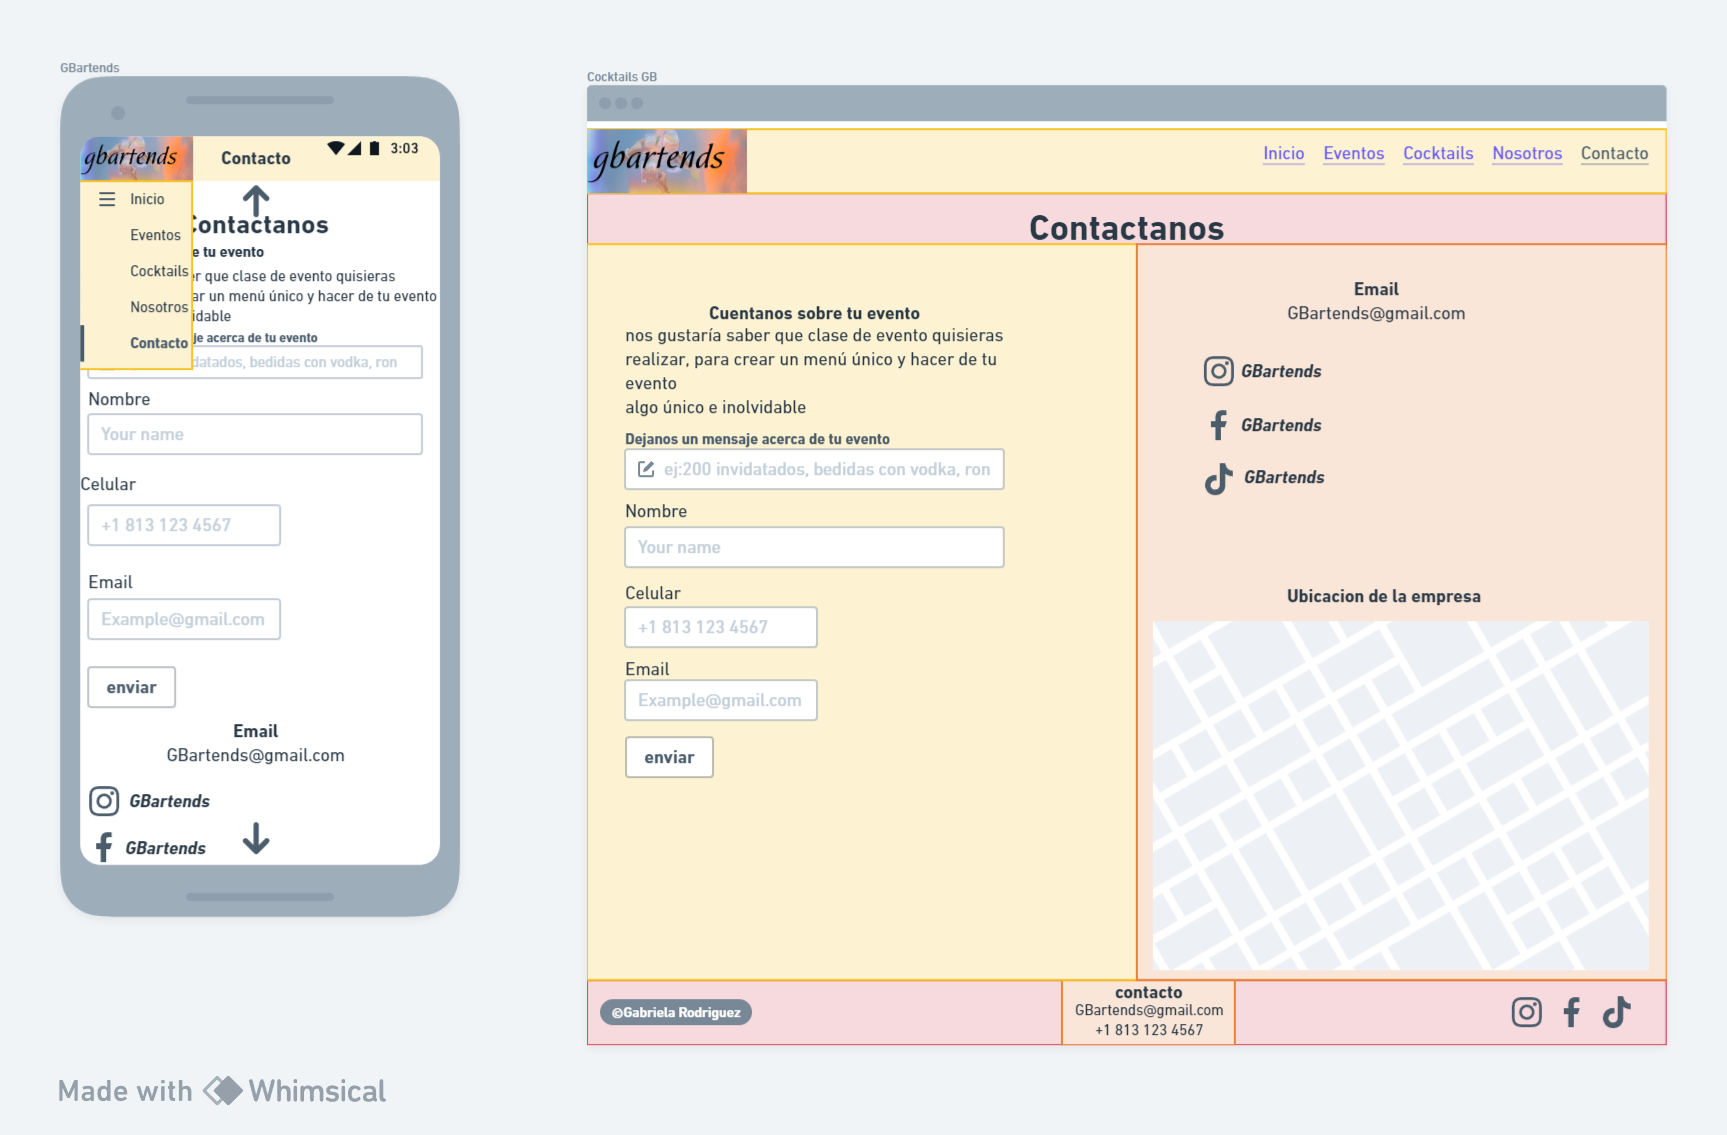 GBartends
gbartends
Contacto
3:03
Inicio
Eventos
Cocktails
Nosotros
Contacto
Contactanos
e tu evento
er que clase de evento quisieras
ar un menú único y hacer de tu evento
idable
je acerca de tu evento
datados, bedidas con vodka, ron
Nombre
Your name
Celular
+1 813 123 4567
Email
Example@gmail.com
enviar
Email
GBartends@gmail.com
GBartends
GBartends
Cocktails GB
gbartends
Inicio Eventos Cocktails Nosotros Contacto
Contactanos
Cuentanos sobre tu evento
nos gustaría saber que clase de evento quisieras
realizar, para crear un menú único y hacer de tu
evento
algo único e inolvidable
Dejanos un mensaje acerca de tu evento
ej:200 invidatados, bedidas con vodka, ron
Nombre
Your name
Celular
+1 813 123 4567
Email
Example@gmail.com
enviar
Email
GBartends@gmail.com
GBartends
GBartends
GBartends
Ubicacion de la empresa
©Gabriela Rodriguez
contacto
GBartends@gmail.com
+1 813 123 4567
Made with Whimsical